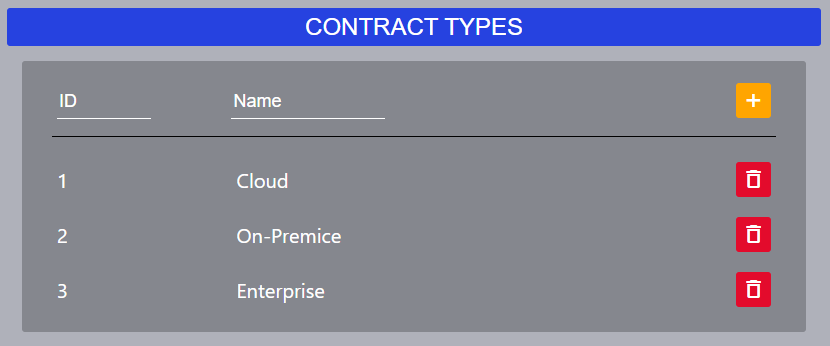 CONTRACT TYPES
ID Name
1 Cloud
2 On-Premice
3 Enterprise